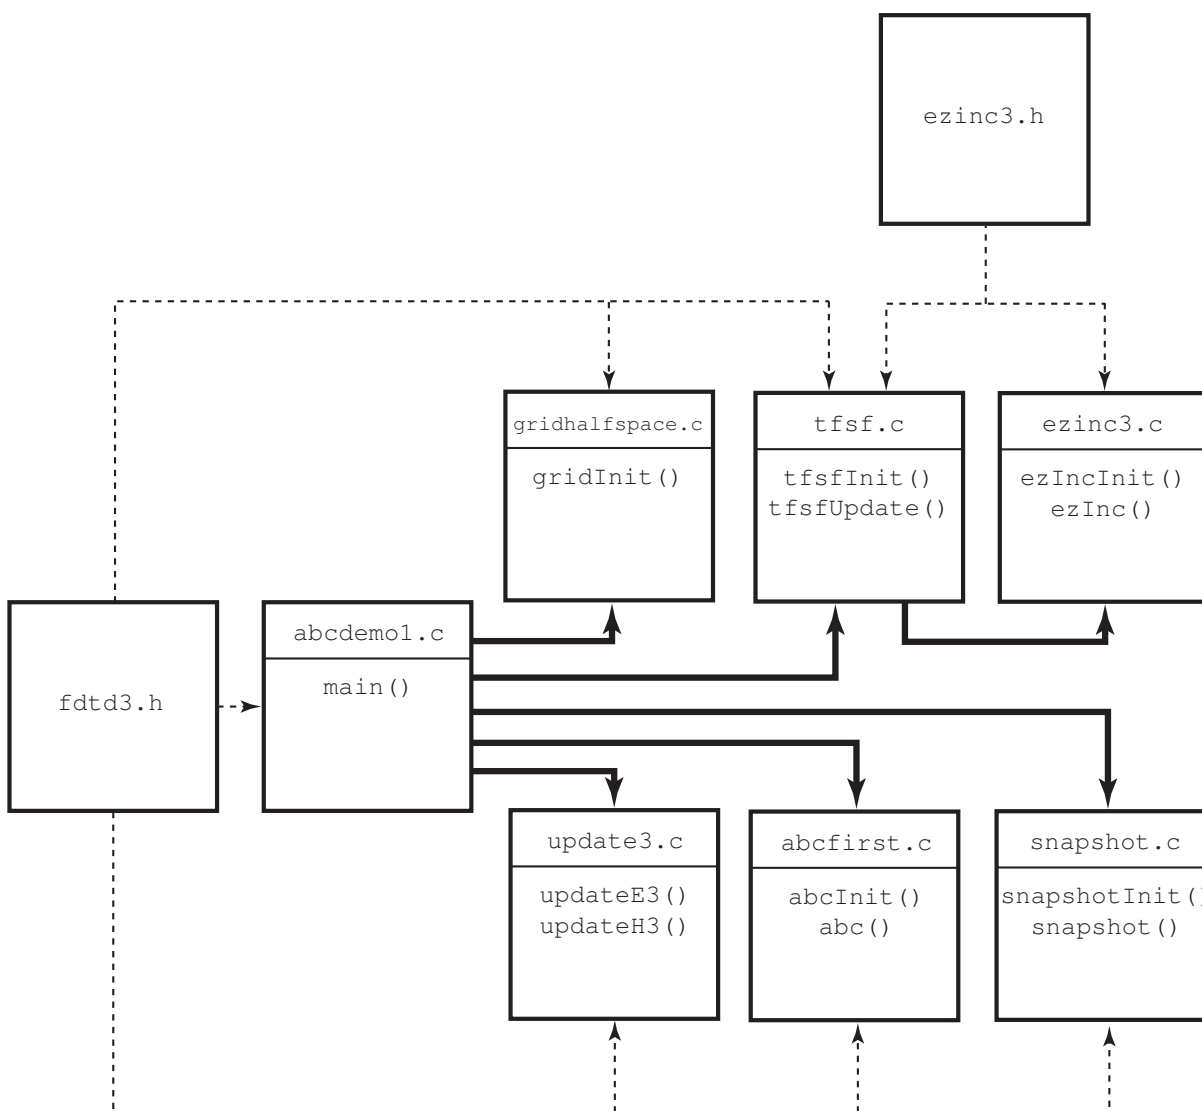 ezinc3.h
gridhalfspace.c
gridInit()
tfsf.c
tfsfInit()
tfsfUpdate()
ezinc3.c
ezIncInit()
ezInc()
fdtd3.h
abcdemo1.c
main()
update3.c
updateE3()
updateH3()
abcfirst.c
abcInit()
abc()
snapshot.c
snapshotInit()
snapshot()